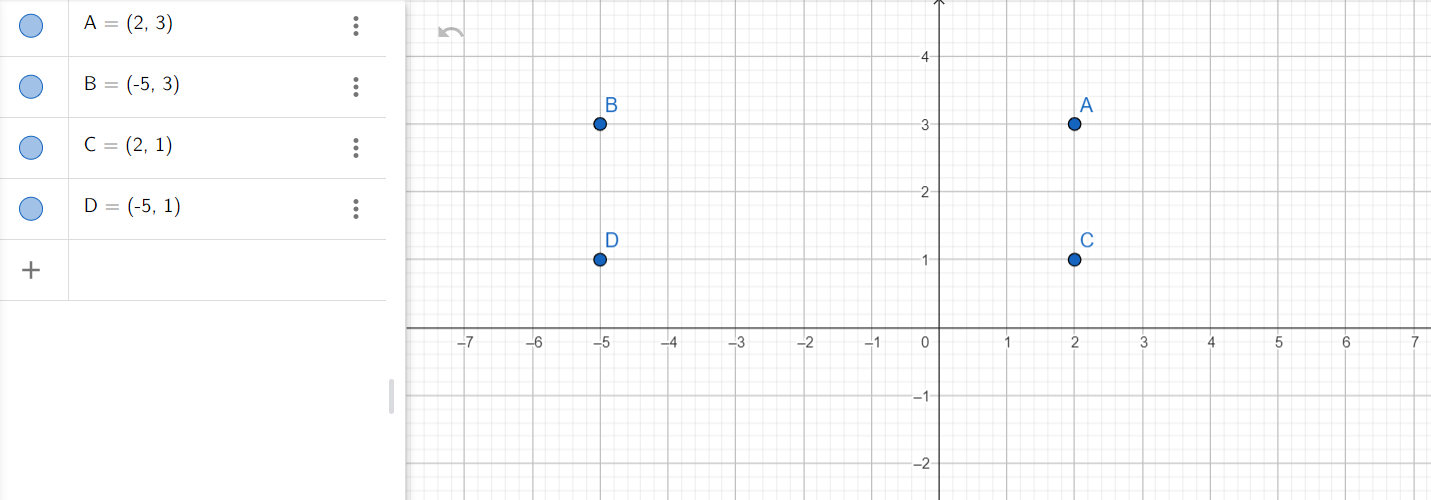 A = (2, 3)
B = (-5, 3)
C = (2, 1)
D = (-5, 1)
+
4
B A
3
2
D C
1
–7 –6 –5 –4 –3 –2 –1 0 1 2 3 4 5 6 7
–1
–2